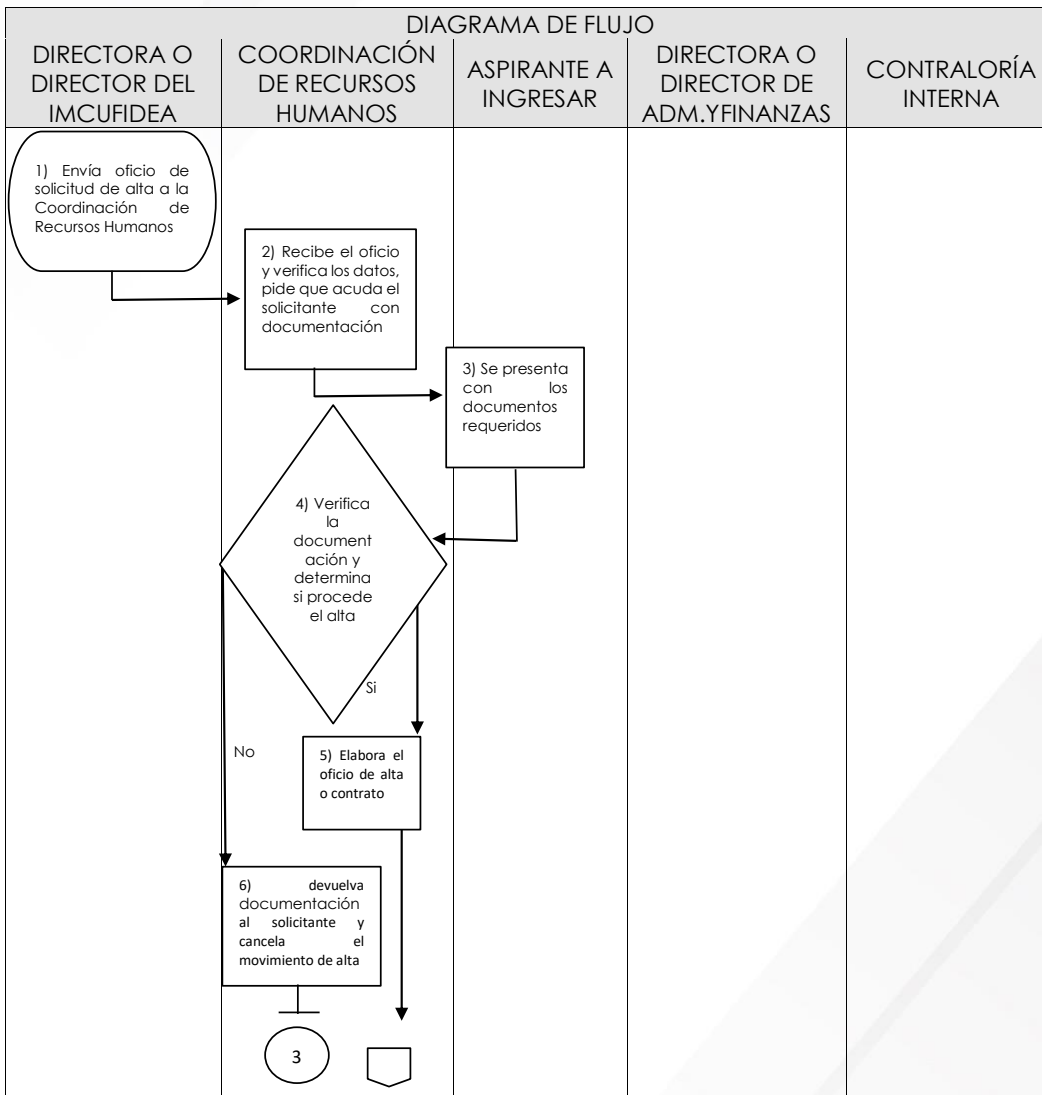 DIAGRAMA DE FLUJO
DIRECTORA O
DIRECTOR DEL
IMCUFIDEA
COORDINACIÓN
DE RECURSOS
HUMANOS
ASPIRANTE A
INGRESAR
DIRECTORA O
DIRECTOR DE
ADM.YFINANZAS
CONTRALORÍA
INTERNA
1) Envía oficio de
solicitud de alta a la
Coordinación de
Recursos Humanos
2) Recibe el oficio
y verifica los datos,
pide que acuda el
solicitante con
documentación
3) Se presenta
con los
documentos
requeridos
4) Verifica
la
document
ación y
determina
si procede
el alta
Si
No
5) Elabora el
oficio de alta
o contrato
6) devuelva
documentación
al solicitante y
cancela el
movimiento de alta
3